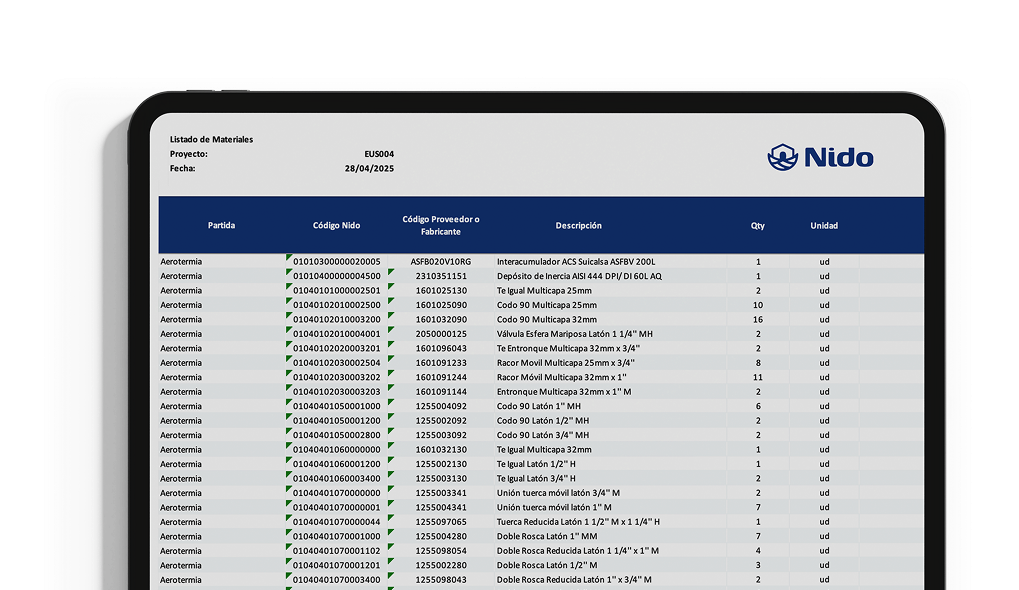 Listado de Materiales
Proyecto: EUS004
Fecha: 28/04/2025
Nido
Partida Código Nido Código Proveedor o Fabricante Descripción Qty Unidad
Aerotermia 01010300000020005 ASFB020V10RG Interacumulador ACS Suicalsa ASFBV 200L 1 ud
Aerotermia 01010400000004500 2310351151 Depósito de Inercia AISI 444 DPI/ DI 60L AQ 1 ud
Aerotermia 01040101000002501 1601025130 Te Igual Multicapa 25mm 2 ud
Aerotermia 01040102010002500 1601025090 Codo 90 Multicapa 25mm 10 ud
Aerotermia 01040102010003200 1601032090 Codo 90 Multicapa 32mm 16 ud
Aerotermia 01040102010004001 2050000125 Válvula Esfera Mariposa Latón 1 1/4" MH 2 ud
Aerotermia 01040102020003201 1601096043 Te Entronque Multicapa 32mm x 3/4" 2 ud
Aerotermia 01040102030002504 1601091233 Racor Movil Multicapa 25mm x 3/4" 8 ud
Aerotermia 01040102030003202 1601091244 Racor Móvil Multicapa 32mm x 1" 11 ud
Aerotermia 01040102030003203 1601091144 Entronque Multicapa 32mm x 1" M 2 ud
Aerotermia 01040401050001000 1255004092 Codo 90 Latón 1" MH 6 ud
Aerotermia 01040401050001200 1255002092 Codo 90 Latón 1/2" MH 2 ud
Aerotermia 01040401050002800 1255003092 Codo 90 Latón 3/4" MH 2 ud
Aerotermia 01040401060000000 1601032130 Te Igual Multicapa 32mm 1 ud
Aerotermia 01040401060001200 1255002130 Te Igual Latón 1/2" H 1 ud
Aerotermia 01040401060003400 1255003130 Te Igual Latón 3/4" H 2 ud
Aerotermia 01040401070000000 1255003341 Unión tuerca móvil latón 3/4" M 2 ud
Aerotermia 01040401070000001 1255004341 Unión tuerca móvil latón 1" M 7 ud
Aerotermia 01040401070000044 1255097065 Tuerca Reducida Latón 1 1/2" M x 1 1/4" H 1 ud
Aerotermia 01040401070001000 1255004280 Doble Rosca Latón 1" MM 7 ud
Aerotermia 01040401070001102 1255098054 Doble Rosca Reducida Latón 1 1/4" x 1" M 4 ud
Aerotermia 01040401070001201 1255002280 Doble Rosca Latón 1/2" M 3 ud
Aerotermia 01040401070003400 1255098043 Doble Rosca Reducida Latón 1" x 3/4" M 2 ud